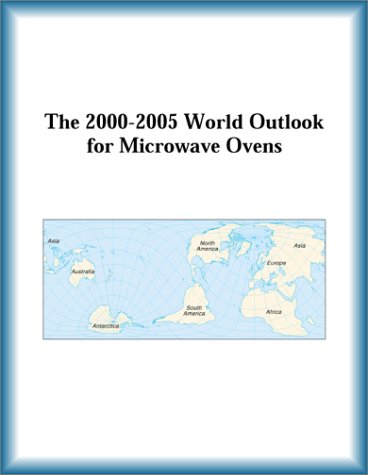 The 2000-2005 World Outlook
for Microwave Ovens
Asia
North
America
Asia
Australia
Europe
South
America
Africa
Antarctica